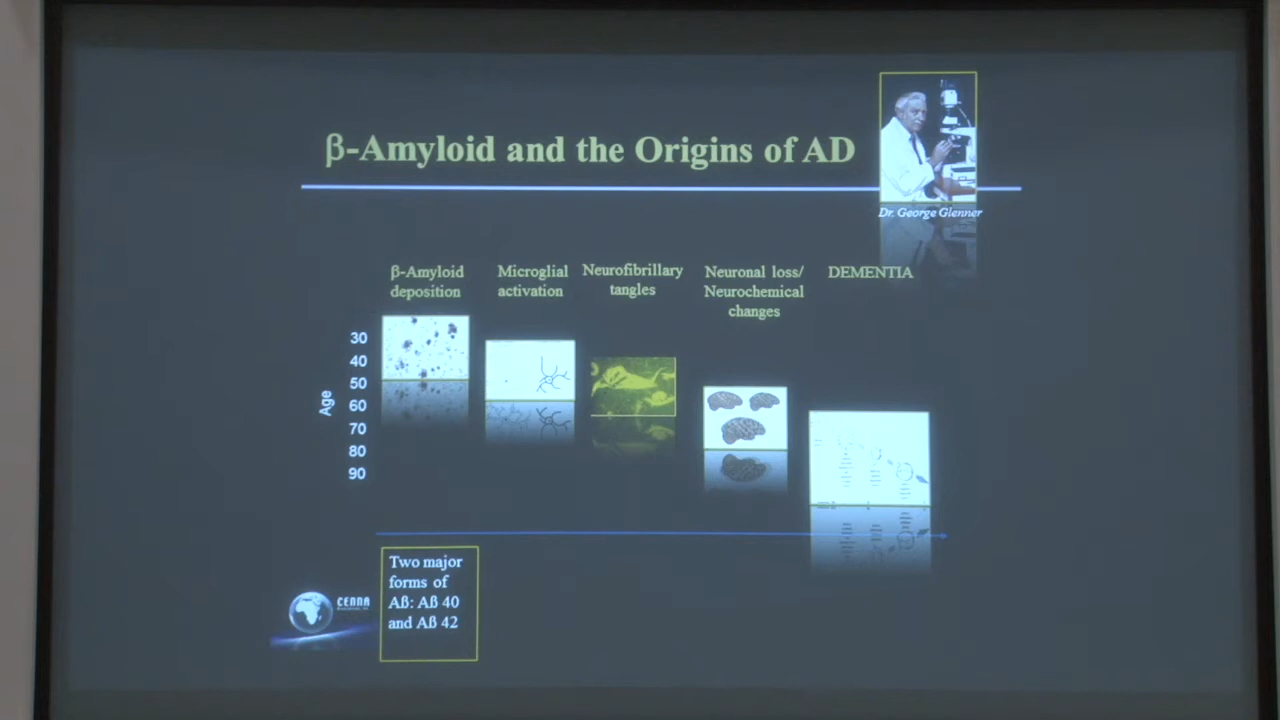 β-Amyloid and the Origins of AD
Dr. George Glenner
β-Amyloid
deposition
Microglial
activation
Neurofibrillary
tangles
Neuronal loss/
Neurochemical
changes
DEMENTIA
Age
30
40
50
60
70
80
90
Two major
forms of
Aß: Aß 40
and Aß 42
CENNA